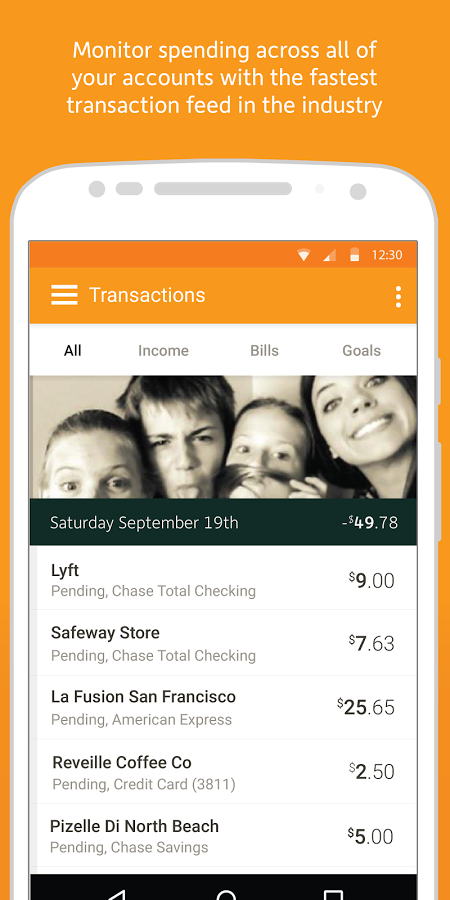 Monitor spending across all of
your accounts with the fastest
transaction feed in the industry
12:30
Transactions
All Income Bills Goals
Saturday September 19th -$49.78
Lyft
$9.00
Pending, Chase Total Checking
Safeway Store
$7.63
Pending, Chase Total Checking
La Fusion San Francisco
$25.65
Pending, American Express
Reveille Coffee Co
$2.50
Pending, Credit Card (3811)
Pizelle Di North Beach
$5.00
Pending, Chase Savings